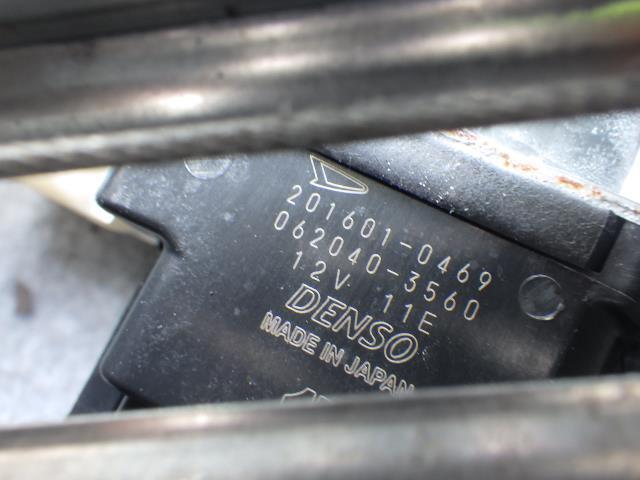 201601-0469
062040-3560
12V 11E
DENSO
MADE IN JAPAN